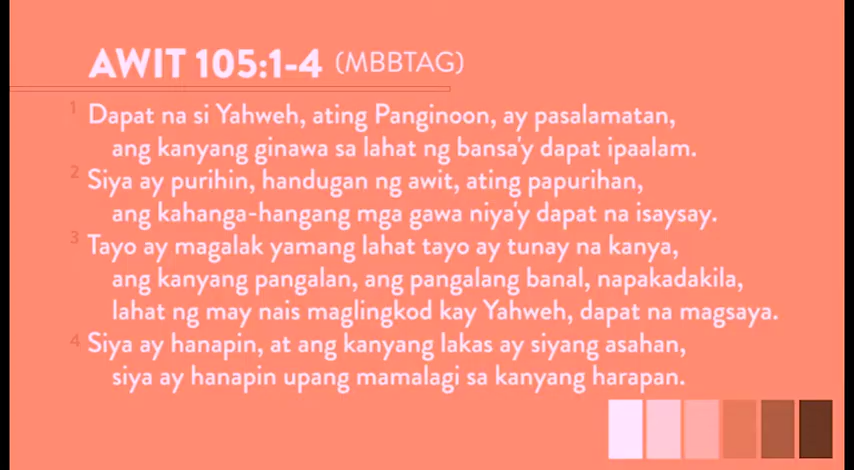 AWIT 105:1-4 (MBBTAG)
1 Dapat na si Yahweh, ating Panginoon, ay pasalamatan,
ang kanyang ginawa sa lahat ng bansa'y dapat ipaalam.
2 Siya ay purihin, handugan ng awit, ating papurihan,
ang kahanga-hangang mga gawa niya'y dapat na isaysay.
3 Tayo ay magalak yamang lahat tayo ay tunay na kanya,
ang kanyang pangalan, ang pangalang banal, napakadakila,
lahat ng may nais maglingkod kay Yahweh, dapat na magsaya.
4 Siya ay hanapin, at ang kanyang lakas ay siyang asahan,
siya ay hanapin upang mamalagi sa kanyang harapan.